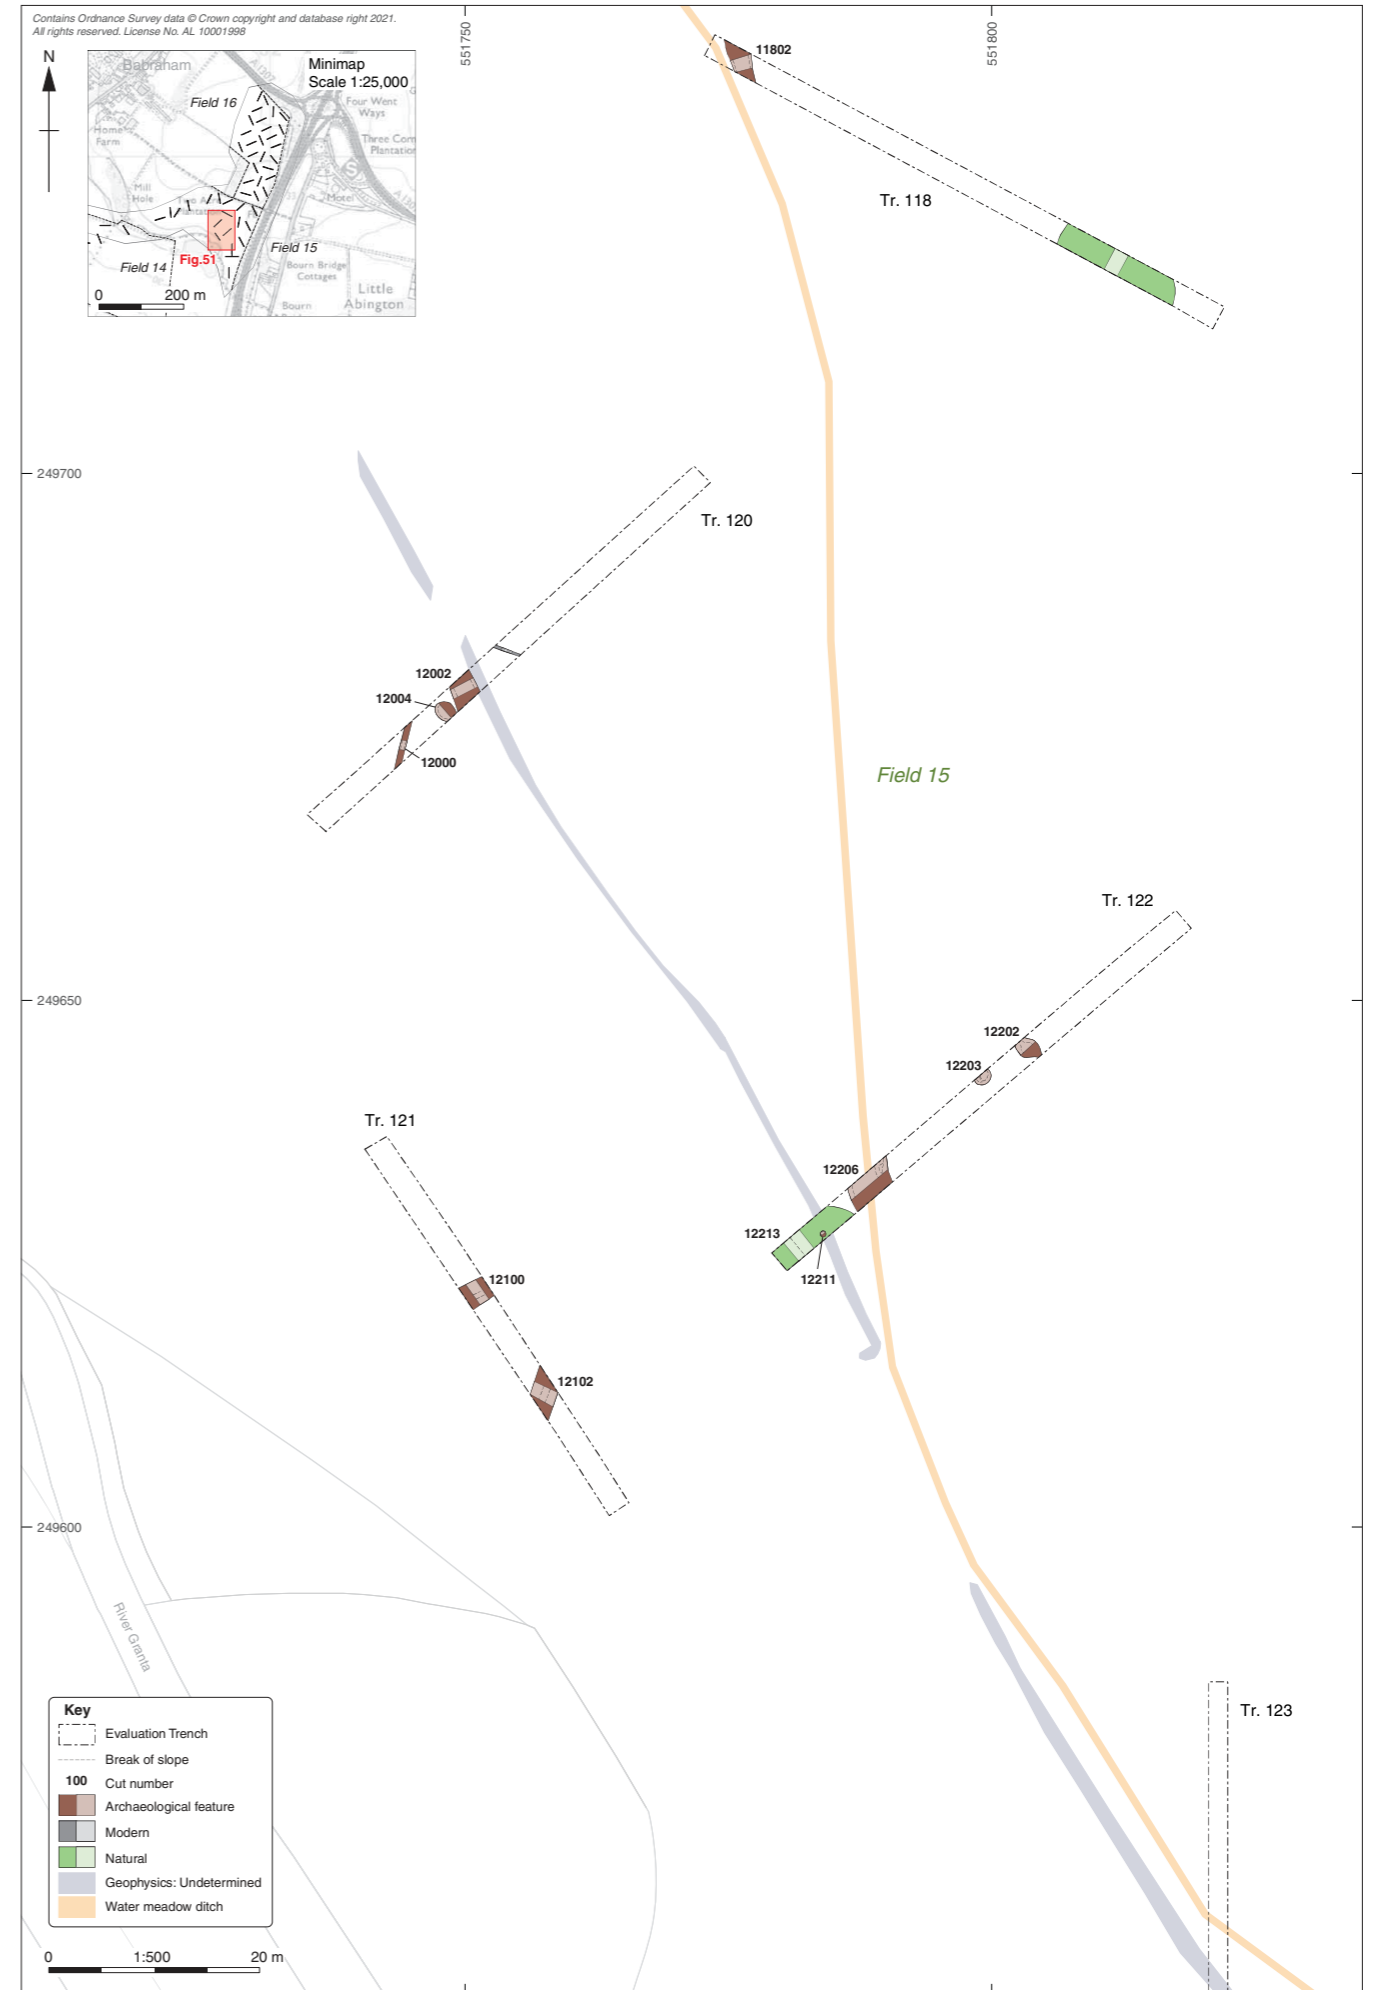 Contains Ordnance Survey data © Crown copyright and database right 2021.
All rights reserved. License No. AL 10001998
N
Minimap
Scale 1:25,000
Babraham
A 1307
Field 16
Four Went
Ways
Home
Farm
Three Corn
Plantation
S
Mill
Hole
Motel
Field 15
Fig.51
Field 14
Bourn Bridge
Cottages
Little
Abington
Bourn
0 200 m
551750
551800
11802
Tr. 118
249700
Tr. 120
12002
12004
12000
Field 15
Tr. 122
249650
12202
12203
Tr. 121
12206
12213
12211
12100
12102
249600
River Granta
Tr. 123
Key
Evaluation Trench
Break of slope
100 Cut number
Archaeological feature
Modern
Natural
Geophysics: Undetermined
Water meadow ditch
0 1:500 20 m